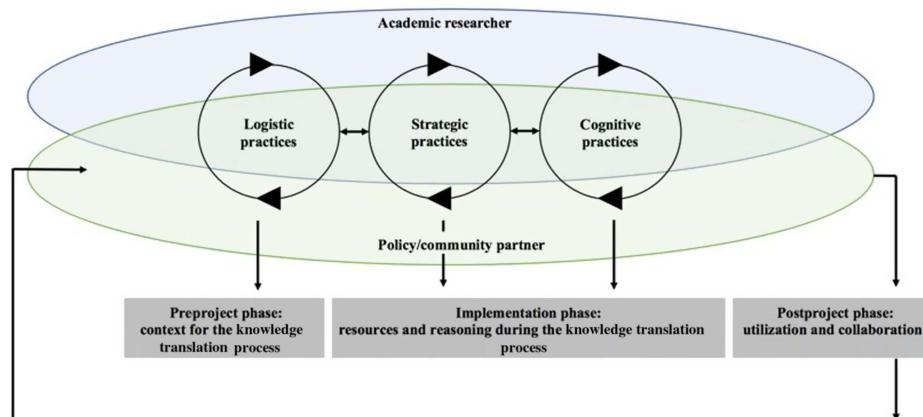 Academic researcher
Logistic
practices
Strategic
practices
Cognitive
practices
Policy/community partner
Preproject phase:
context for the knowledge
translation process
Implementation phase:
resources and reasoning during the knowledge translation
process
Postproject phase:
utilization and collaboration